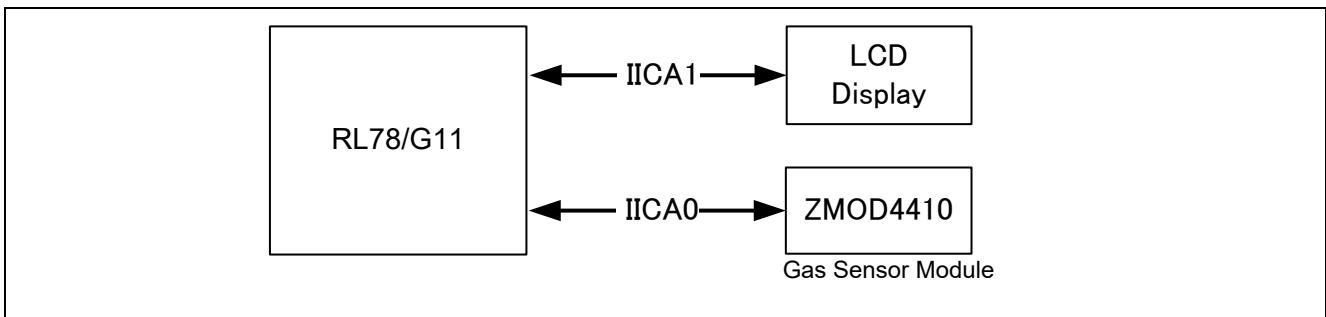 RL78/G11
IICA1
LCD
Display
IICA0
ZMOD4410
Gas Sensor Module